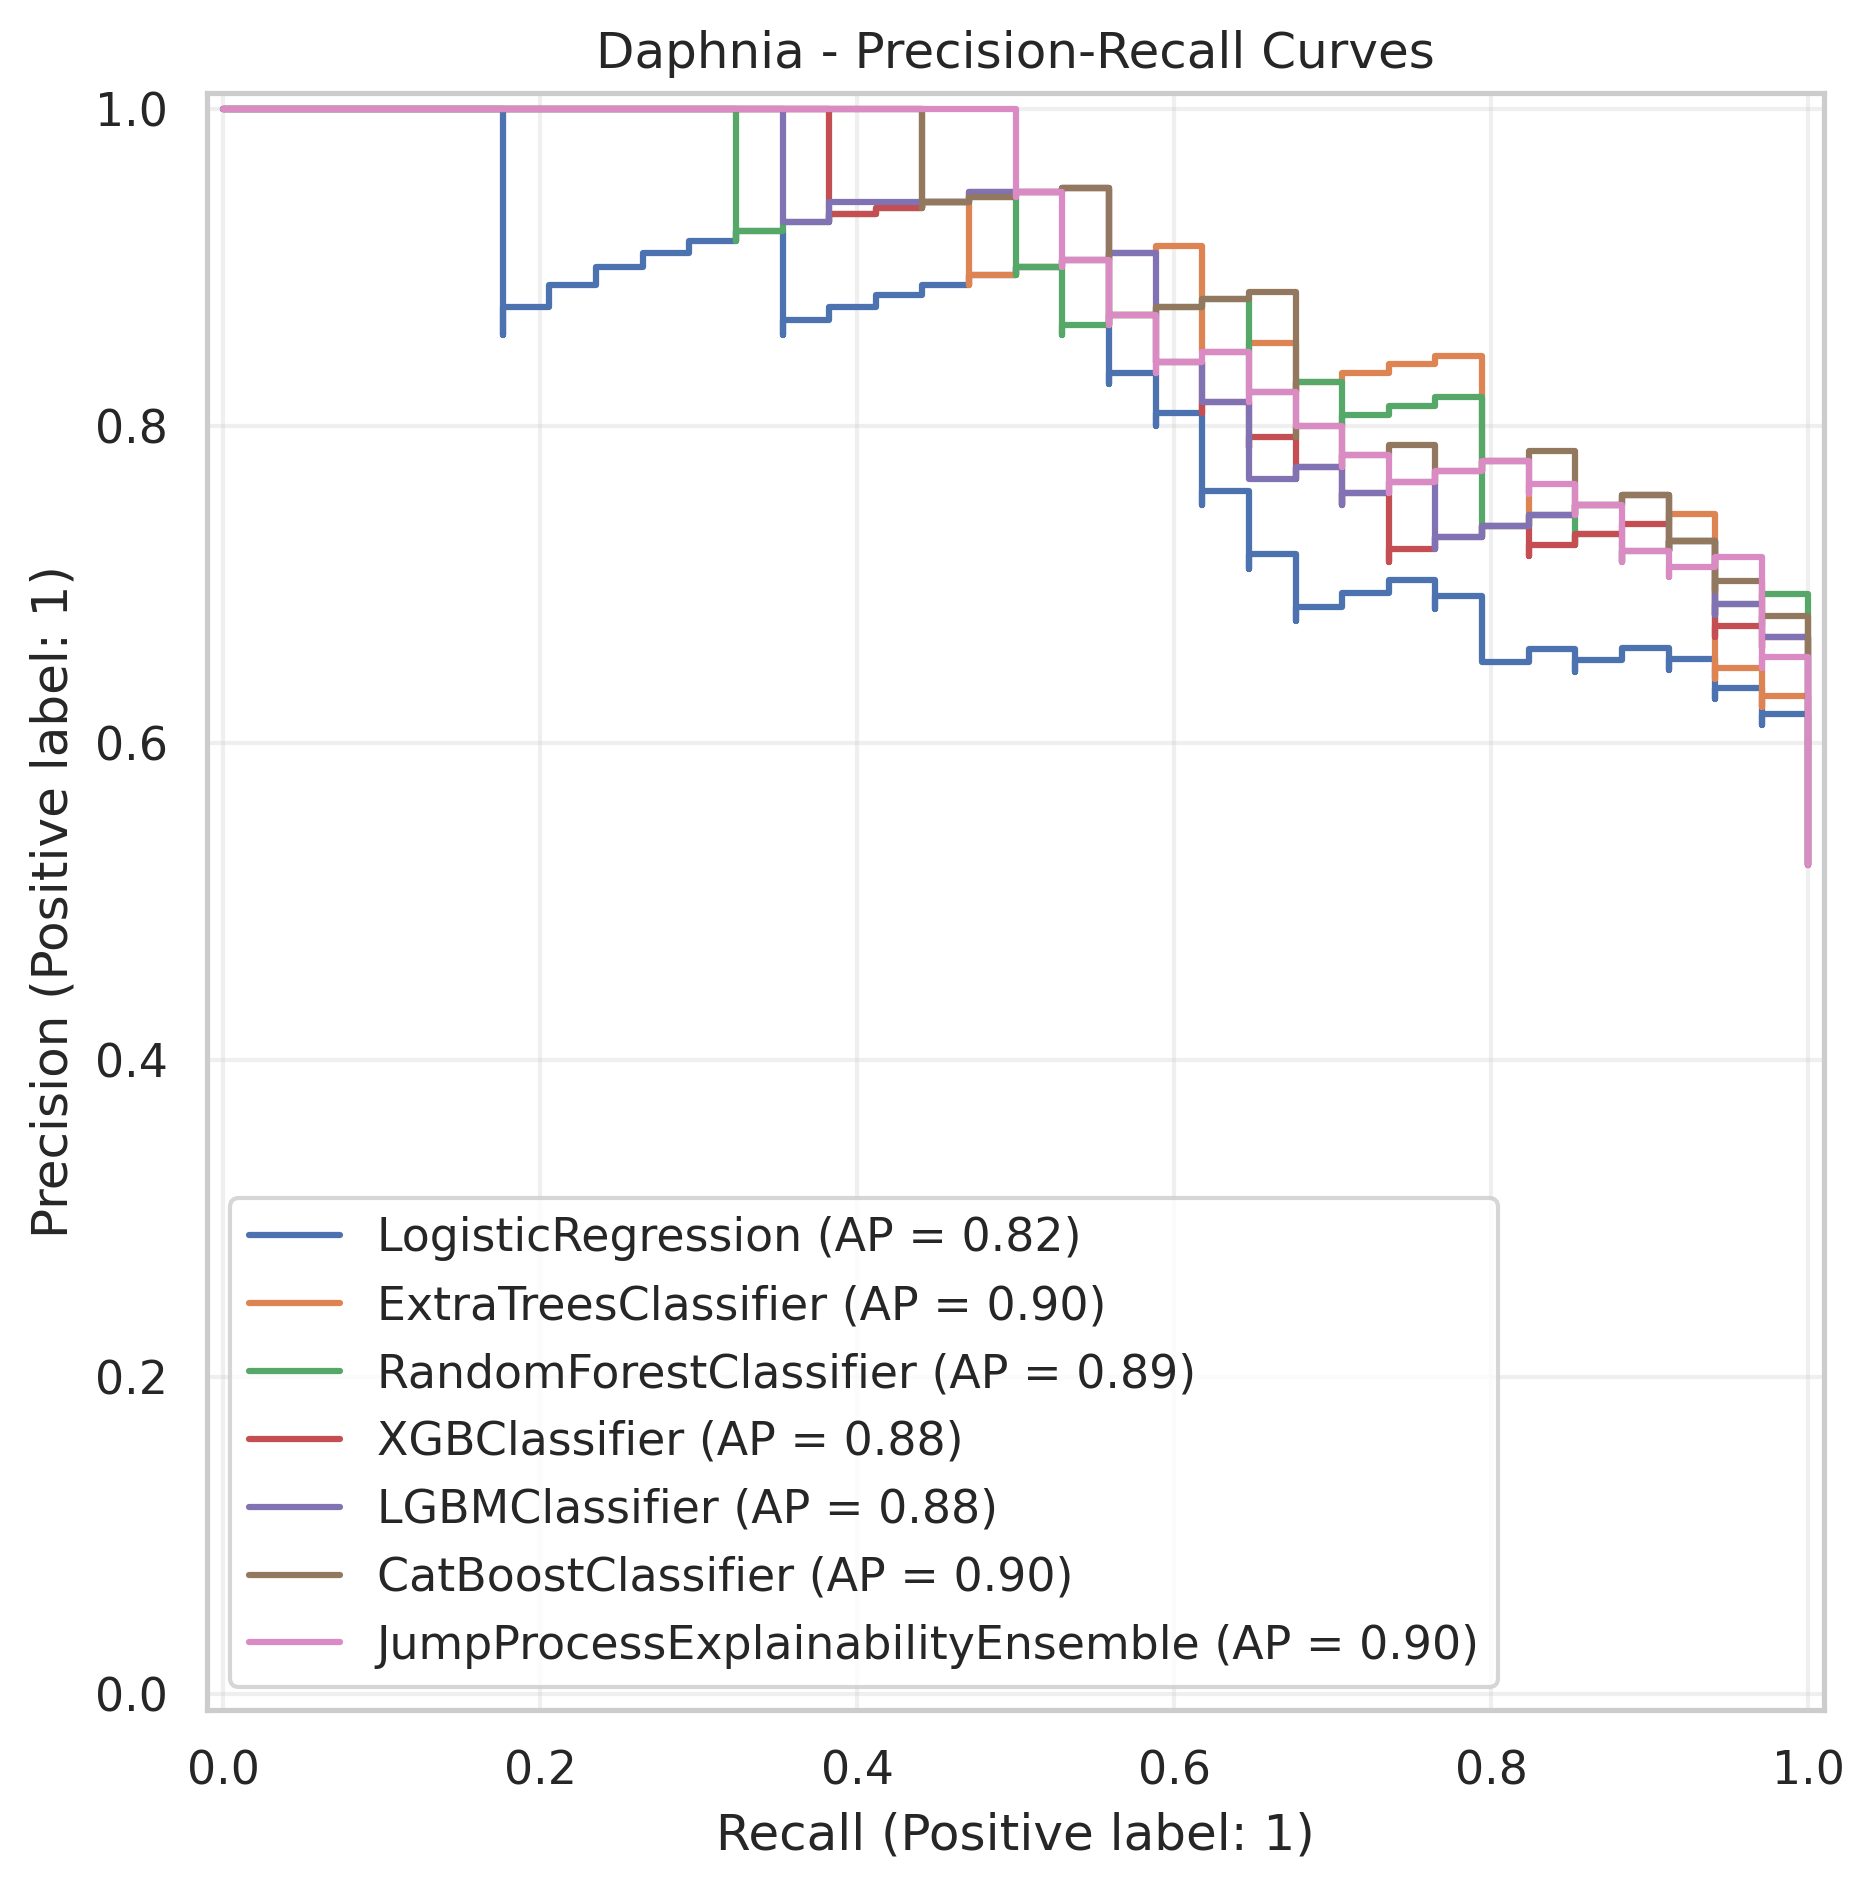 Daphnia - Precision-Recall Curves
Precision (Positive label: 1)
1.0
0.8
0.6
0.4
0.2
0.0
LogisticRegression (AP = 0.82)
ExtraTreesClassifier (AP = 0.90)
RandomForestClassifier (AP = 0.89)
XGBClassifier (AP = 0.88)
LGBMClassifier (AP = 0.88)
CatBoostClassifier (AP = 0.90)
JumpProcessExplainabilityEnsemble (AP = 0.90)
0.0 0.2 0.4 0.6 0.8 1.0
Recall (Positive label: 1)